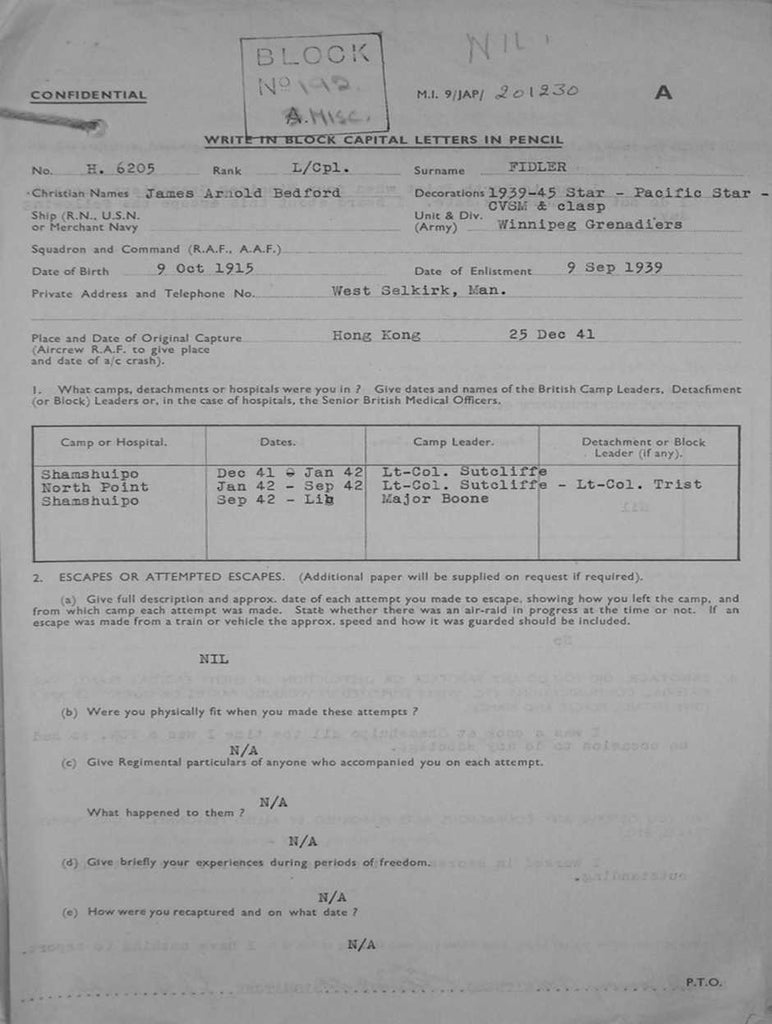 BLOCK
NIL
Nº 192
A. MISC.
CONFIDENTIAL
M.I. 9/JAP/ 201230
A
WRITE IN BLOCK CAPITAL LETTERS IN PENCIL
No. H. 6205 Rank L/Cpl. Surname FIDLER
Christian Names James Arnold Bedford Decorations 1939-45 Star - Pacific Star -
CVSM & clasp
Ship (R.N., U.S.N. or Merchant Navy
Unit & Div. (Army) Winnipeg Grenadiers
Squadron and Command (R.A.F., A.A.F.)
Date of Birth 9 Oct 1915 Date of Enlistment 9 Sep 1939
Private Address and Telephone No. West Selkirk, Man.
Place and Date of Original Capture Hong Kong 25 Dec 41
(Aircrew R.A.F. to give place
and date of a/c crash).
1. What camps, detachments or hospitals were you in ? Give dates and names of the British Camp Leaders, Detachment
(or Block) Leaders or, in the case of hospitals, the Senior British Medical Officers.
Camp or Hospital. Dates. Camp Leader. Detachment or Block
Leader (if any).
Shamshuipo Dec 41 - Jan 42 Lt-Col. Sutcliffe
North Point Jan 42 - Sep 42 Lt-Col. Sutcliffe - Lt-Col. Trist
Shamshuipo Sep 42 - Lib Major Boone
2. ESCAPES OR ATTEMPTED ESCAPES. (Additional paper will be supplied on request if required).
(a) Give full description and approx. date of each attempt you made to escape, showing how you left the camp, and
from which camp each attempt was made. State whether there was an air-raid in progress at the time or not. If an
escape was made from a train or vehicle the approx. speed and how it was guarded should be included.
NIL
(b) Were you physically fit when you made these attempts ?
N/A
(c) Give Regimental particulars of anyone who accompanied you on each attempt.
N/A
What happened to them ?
N/A
(d) Give briefly your experiences during periods of freedom.
N/A
(e) How were you recaptured and on what date ?
N/A
P.T.O.